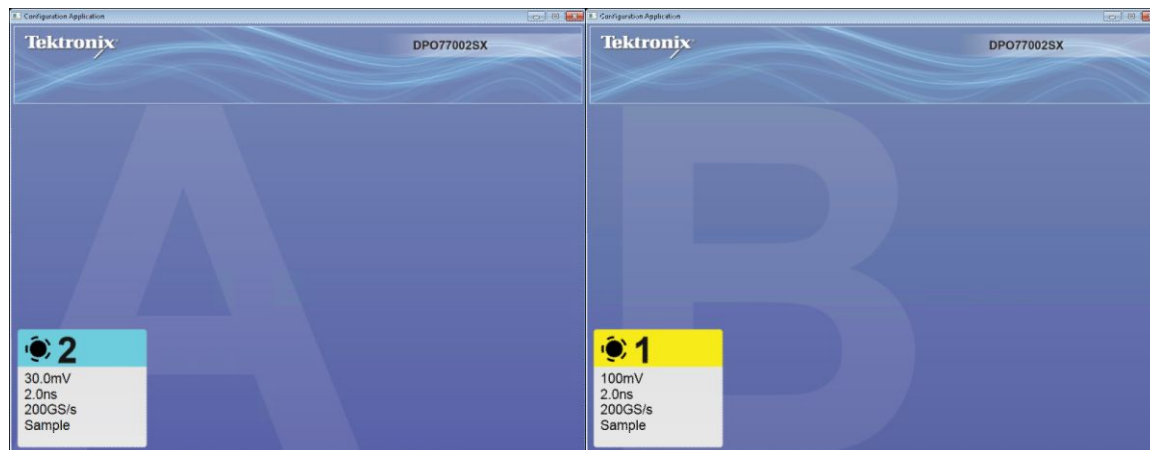 Configuration Application
Tektronix
DPO77002SX
A
2
30.0mV
2.0ns
200GS/s
Sample
Configuration Application
Tektronix
DPO77002SX
B
1
100mV
2.0ns
200GS/s
Sample